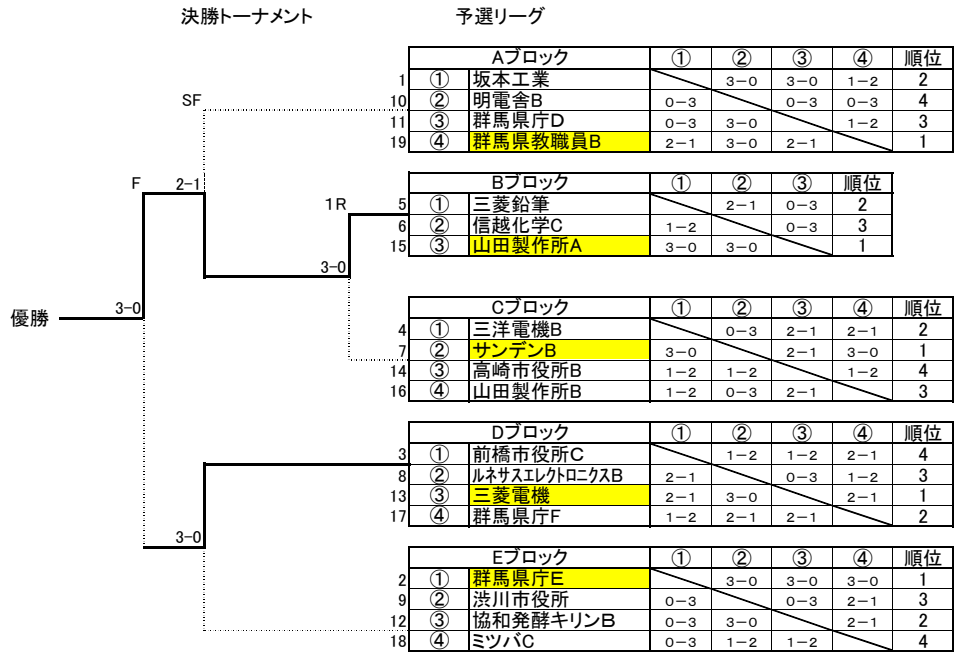 決勝トーナメント 予選リーグ
Aブロック ① ② ③ ④ 順位
1 ① 坂本工業 3-0 3-0 1-2 2
SF
10 ② 明電舎B 0-3 0-3 0-3 4
11 ③ 群馬県庁D 0-3 3-0 1-2 3
19 ④ 群馬県教職員B 2-1 3-0 2-1 1
F 2-1
Bブロック ① ② ③ 順位
1R
5 ① 三菱鉛筆 2-1 0-3 2
6 ② 信越化学C 1-2 0-3 3
15 ③ 山田製作所A 3-0 3-0 1
3-0
優勝 3-0
Cブロック ① ② ③ ④ 順位
4 ① 三洋電機B 0-3 2-1 2-1 2
7 ② サンデンB 3-0 2-1 3-0 1
14 ③ 高崎市役所B 1-2 1-2 1-2 4
16 ④ 山田製作所B 1-2 0-3 2-1 3
Dブロック ① ② ③ ④ 順位
3 ① 前橋市役所C 1-2 1-2 2-1 4
8 ② ルネサスエレクトロニクスB 2-1 0-3 1-2 3
13 ③ 三菱電機 2-1 3-0 2-1 1
17 ④ 群馬県庁F 1-2 2-1 2-1 2
3-0
Eブロック ① ② ③ ④ 順位
2 ① 群馬県庁E 3-0 3-0 3-0 1
9 ② 渋川市役所 0-3 0-3 2-1 3
12 ③ 協和発酵キリンB 0-3 3-0 2-1 2
18 ④ ミツバC 0-3 1-2 1-2 4